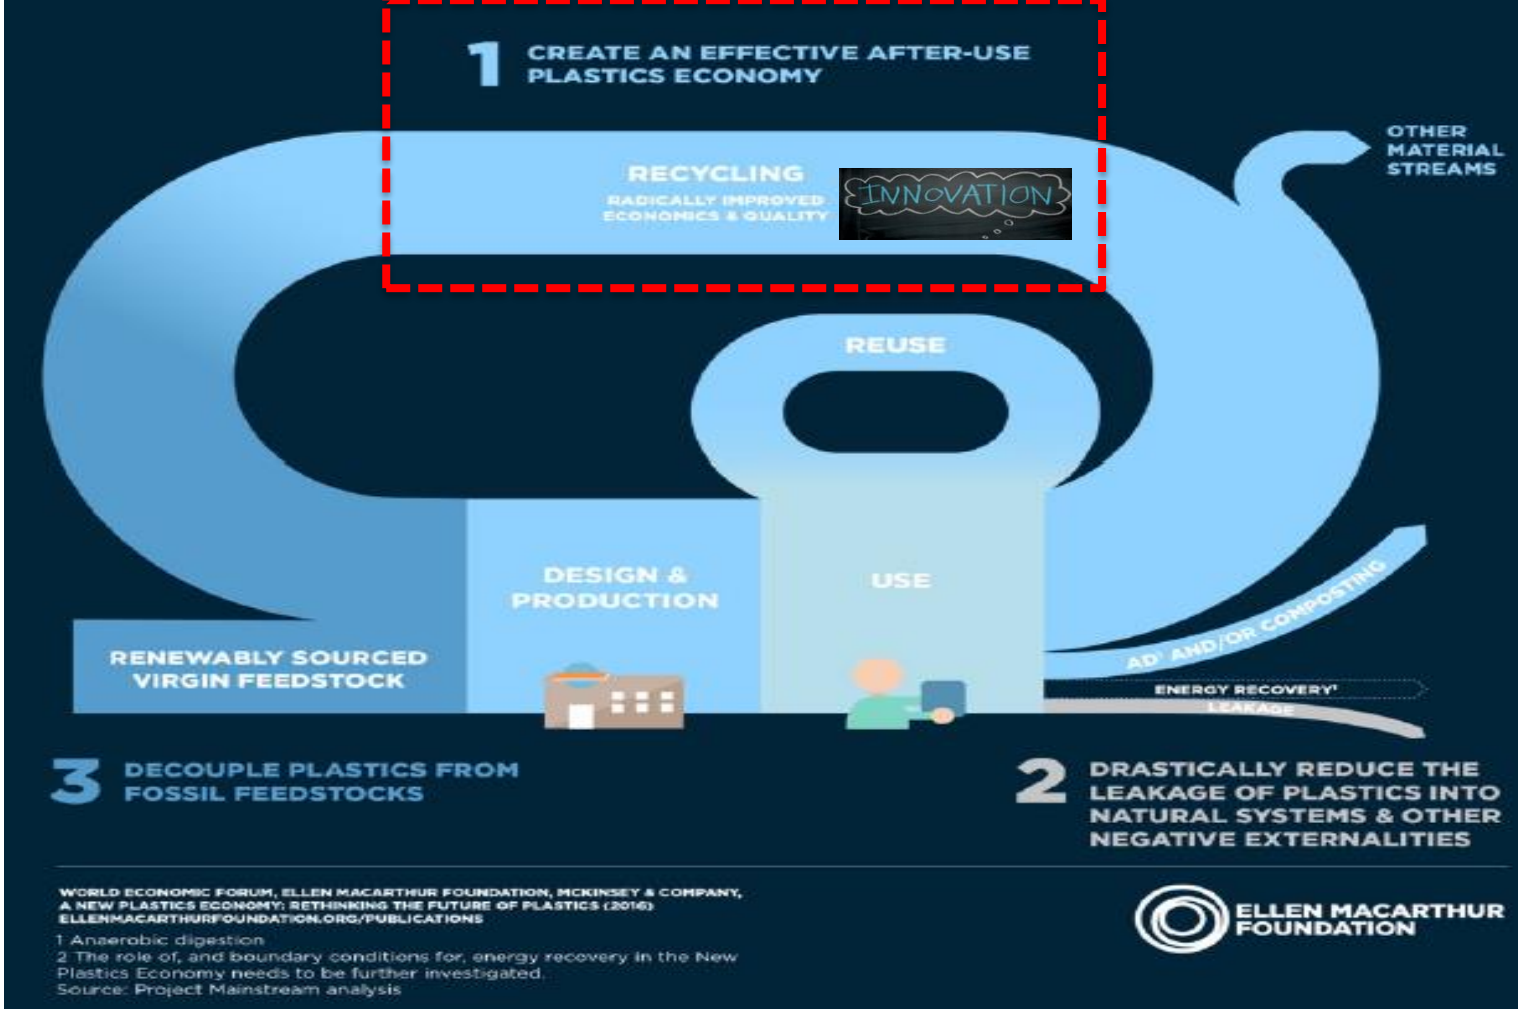 1 CREATE AN EFFECTIVE AFTER-USE
PLASTICS ECONOMY
OTHER
MATERIAL
STREAMS
RECYCLING
RADICALLY IMPROVED
ECONOMICS & QUALITY
INNOVATION
REUSE
DESIGN &
PRODUCTION
USE
RENEWABLY SOURCED
VIRGIN FEEDSTOCK
AD¹ AND/OR COMPOSTING
ENERGY RECOVERY¹
LEAKAGE
3 DECOUPLE PLASTICS FROM
FOSSIL FEEDSTOCKS
2 DRASTICALLY REDUCE THE
LEAKAGE OF PLASTICS INTO
NATURAL SYSTEMS & OTHER
NEGATIVE EXTERNALITIES
WORLD ECONOMIC FORUM, ELLEN MACARTHUR FOUNDATION, MCKINSEY & COMPANY,
A NEW PLASTICS ECONOMY: RETHINKING THE FUTURE OF PLASTICS (2016)
ELLENMACARTHURFOUNDATION.ORG/PUBLICATIONS
1 Anaerobic digestion
2 The role of, and boundary conditions for, energy recovery in the New
Plastics Economy needs to be further investigated.
Source: Project Mainstream analysis
ELLEN MACARTHUR
FOUNDATION